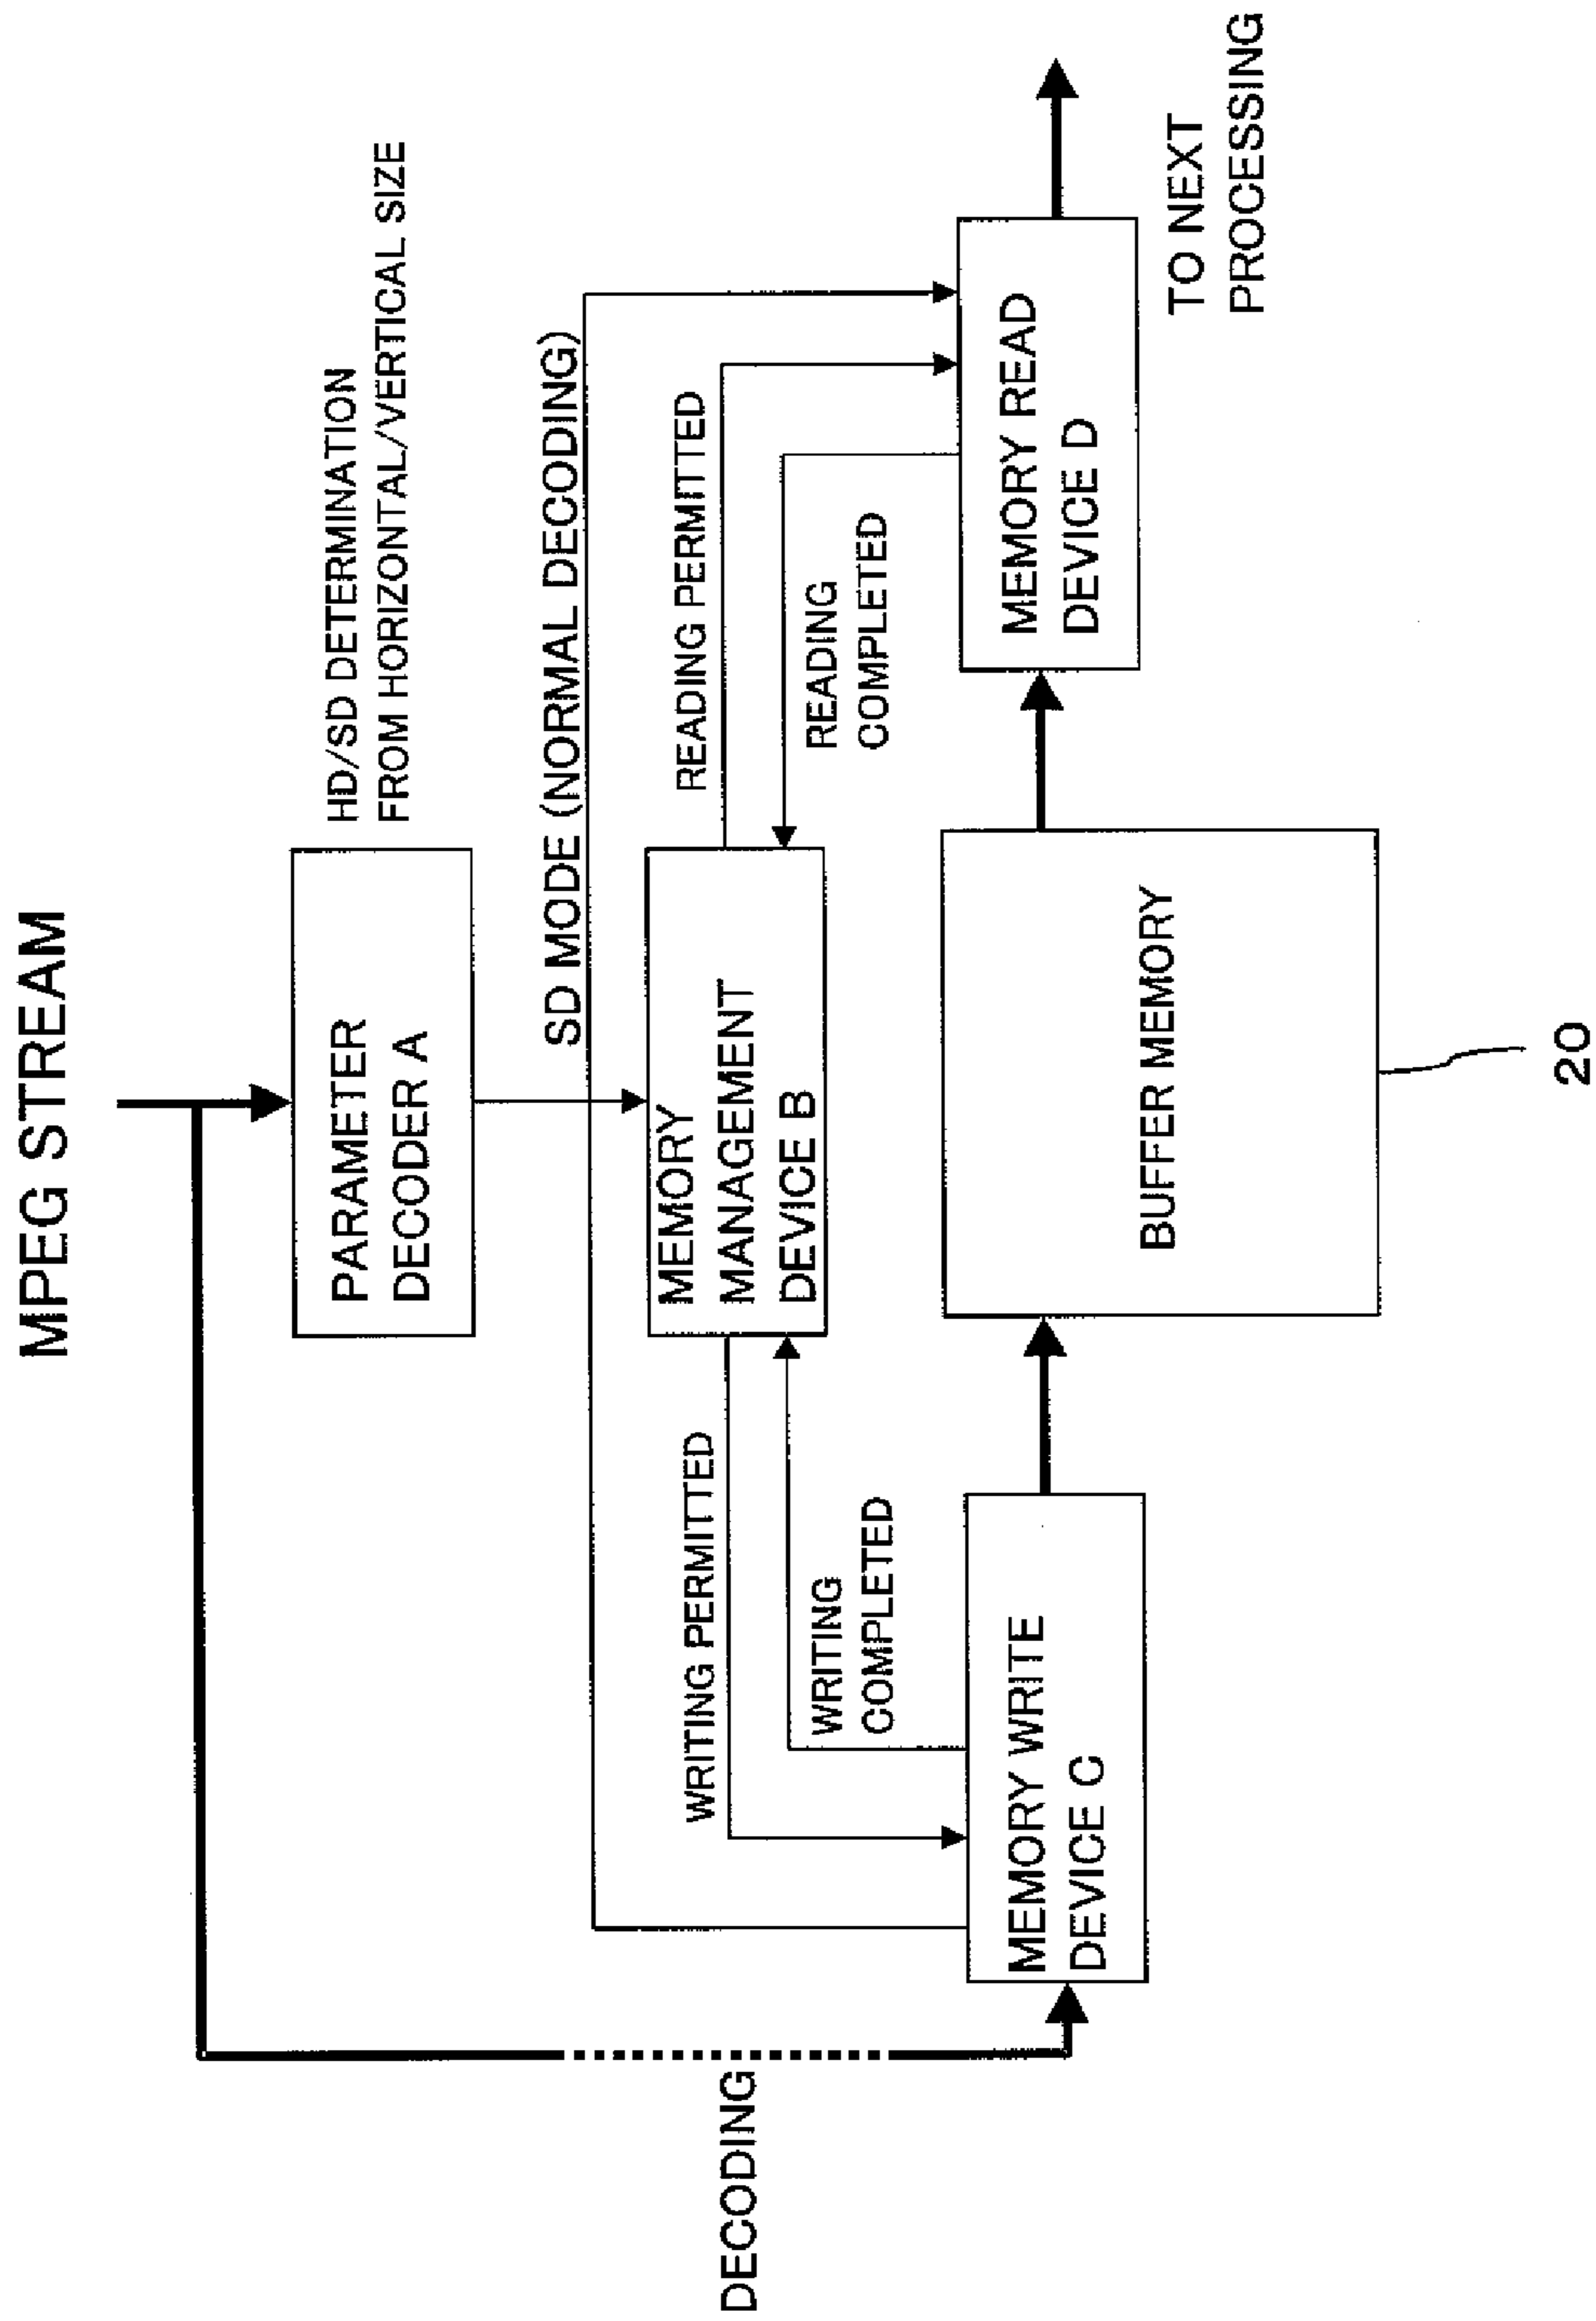 MPEG STREAM
PARAMETER
DECODER A
HD/SD DETERMINATION
FROM HORIZONTAL/VERTICAL SIZE
SD MODE (NORMAL DECODING)
DECODING
WRITING PERMITTED
WRITING
COMPLETED
MEMORY
MANAGEMENT
DEVICE B
READING PERMITTED
READING
COMPLETED
MEMORY WRITE
DEVICE C
BUFFER MEMORY
MEMORY READ
DEVICE D
TO NEXT
PROCESSING
20